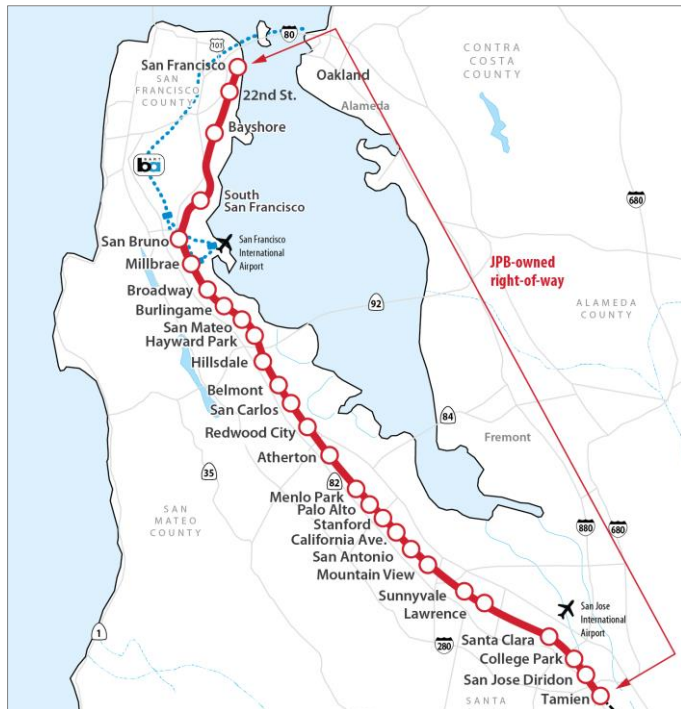 80
101
San Francisco
SAN
FRANCISCO
COUNTY
CONTRA
COSTA
COUNTY
Oakland
Alameda
22nd St.
Bayshore
ba
680
South
San Francisco
San Bruno
San Francisco
International
Airport
Millbrae
JPB-owned
right-of-way
Broadway
92
ALAMEDA
COUNTY
Burlingame
San Mateo
Hayward Park
Hillsdale
Belmont
San Carlos
84
Redwood City
Fremont
Atherton
35
82
SAN
MATEO
COUNTY
Menlo Park
Palo Alto
Stanford
California Ave.
San Antonio
Mountain View
880
680
Sunnyvale
Lawrence
San Jose
International
Airport
1
280
Santa Clara
College Park
San Jose Diridon
Tamien
SANTA